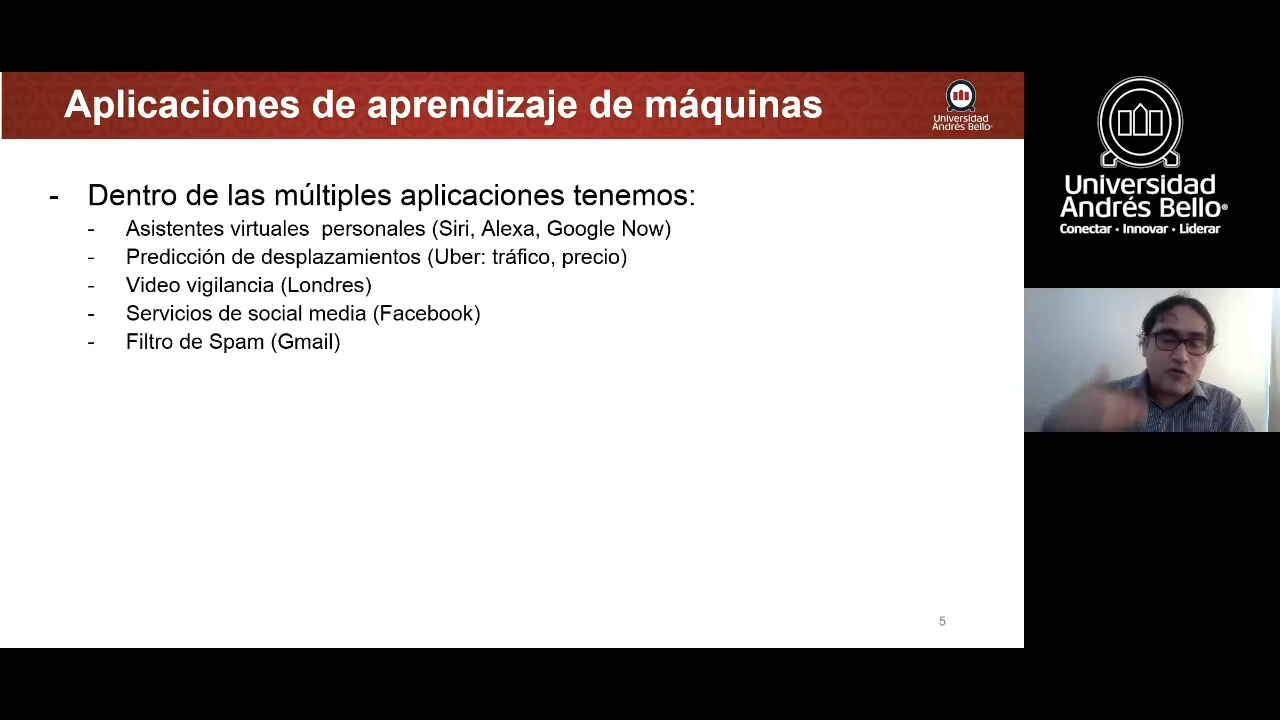 Aplicaciones de aprendizaje de máquinas
Universidad
Andrés Bello®
- Dentro de las múltiples aplicaciones tenemos:
- Asistentes virtuales  personales (Siri, Alexa, Google Now)
- Predicción de desplazamientos (Uber: tráfico, precio)
- Video vigilancia (Londres)
- Servicios de social media (Facebook)
- Filtro de Spam (Gmail)
5
Universidad
Andrés Bello®
Conectar • Innovar • Liderar